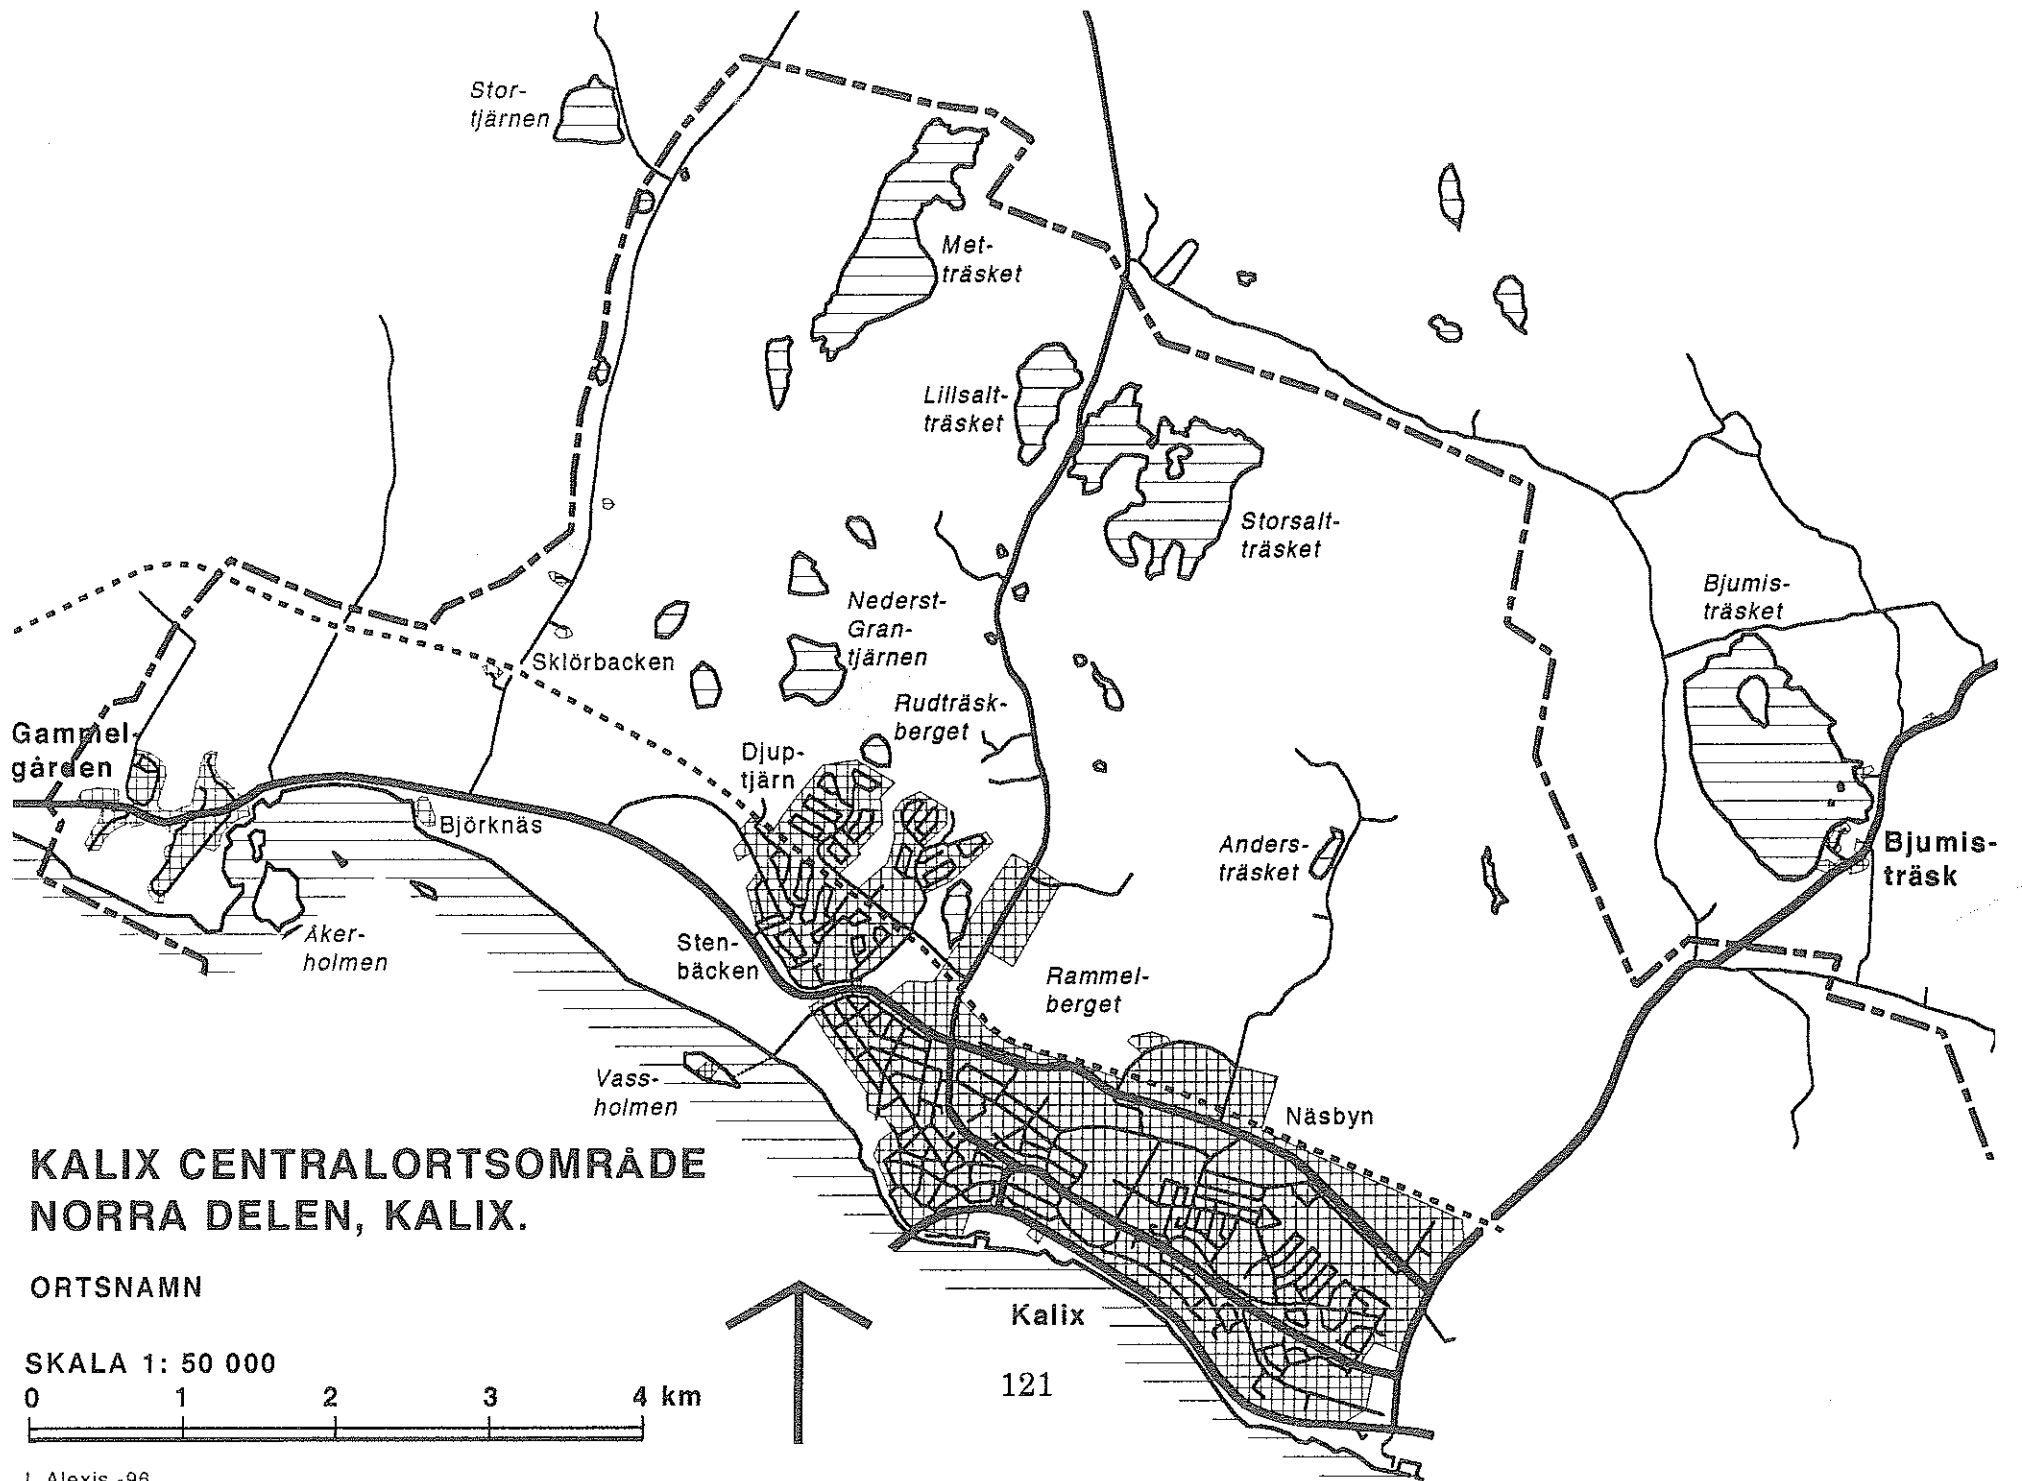 Stor-
tjärnen
Met-
träsket
Lillsalt-
träsket
Storsalt-
träsket
Nederst-
Gran-
tjärnen
Bjumis-
träsket
Sklörbacken
Rudträsk-
berget
Gammel-
gården
Djup-
tjärn
Björknäs
Anders-
träsket
Bjumis-
träsk
Åker-
holmen
Sten-
bäcken
Rammel-
berget
Vass-
holmen
Näsbyn
KALIX CENTRALORTSOMRÅDE
NORRA DELEN, KALIX.
ORTSNAMN
Kalix
SKALA 1: 50 000
0 1 2 3 4 km
121
Alexis -96